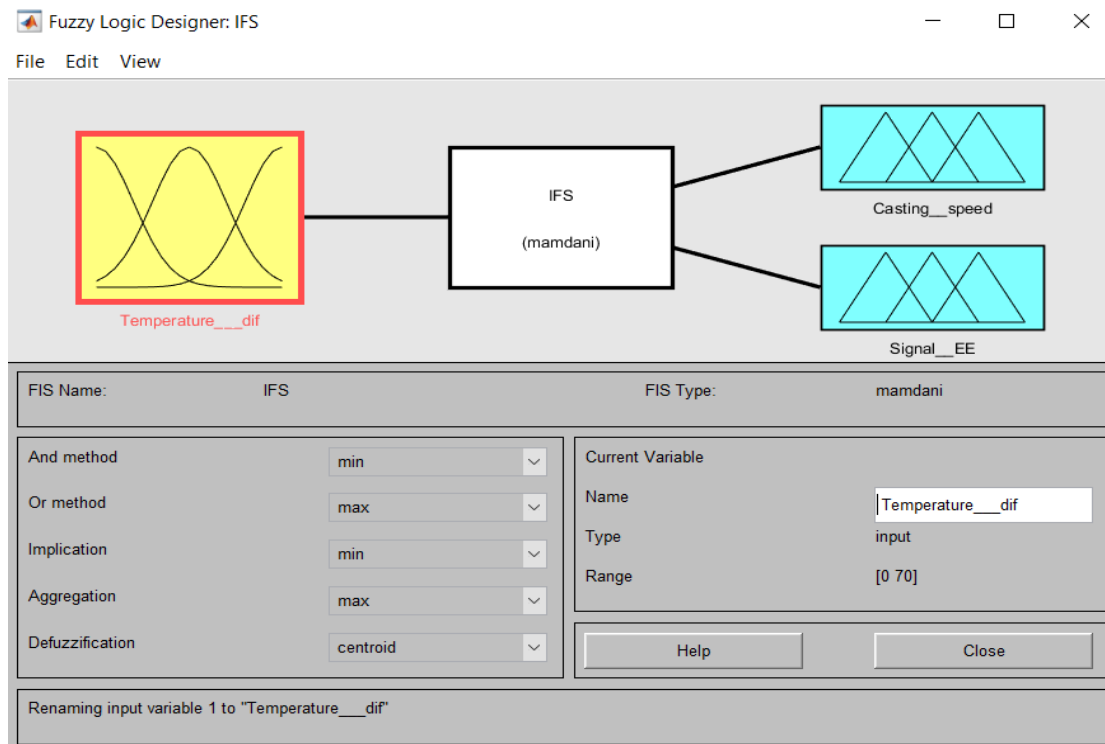 Fuzzy Logic Designer: IFS
File Edit View
IFS
(mamdani)
Casting__speed
Temperature___dif
Signal__EE
FIS Name: IFS FIS Type: mamdani
And method min
Or method max
Implication min
Aggregation max
Defuzzification centroid
Current Variable
Name Temperature___dif
Type input
Range [0 70]
Help Close
Renaming input variable 1 to "Temperature___dif"